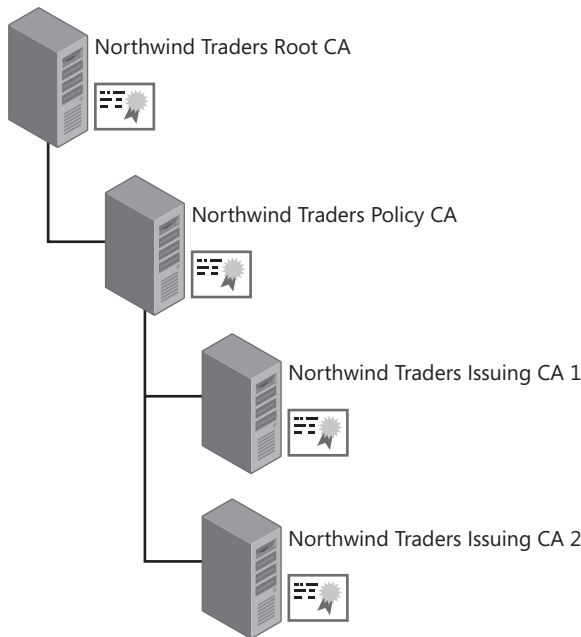 Northwind Traders Root CA
Northwind Traders Policy CA
Northwind Traders Issuing CA 1
Northwind Traders Issuing CA 2